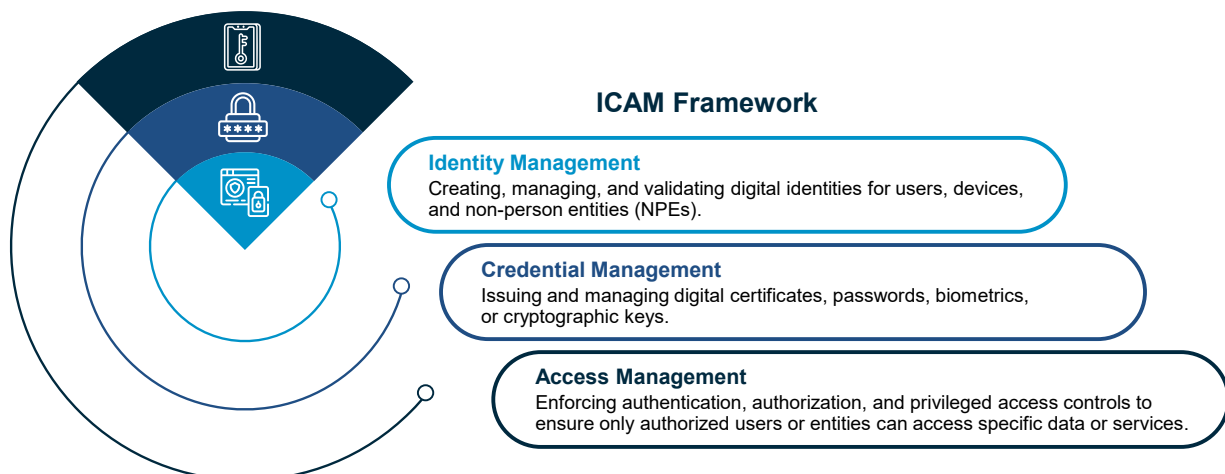 ICAM Framework
Identity Management
Creating, managing, and validating digital identities for users, devices,
and non-person entities (NPEs).
****
Credential Management
Issuing and managing digital certificates, passwords, biometrics,
or cryptographic keys.
Access Management
Enforcing authentication, authorization, and privileged access controls to
ensure only authorized users or entities can access specific data or services.